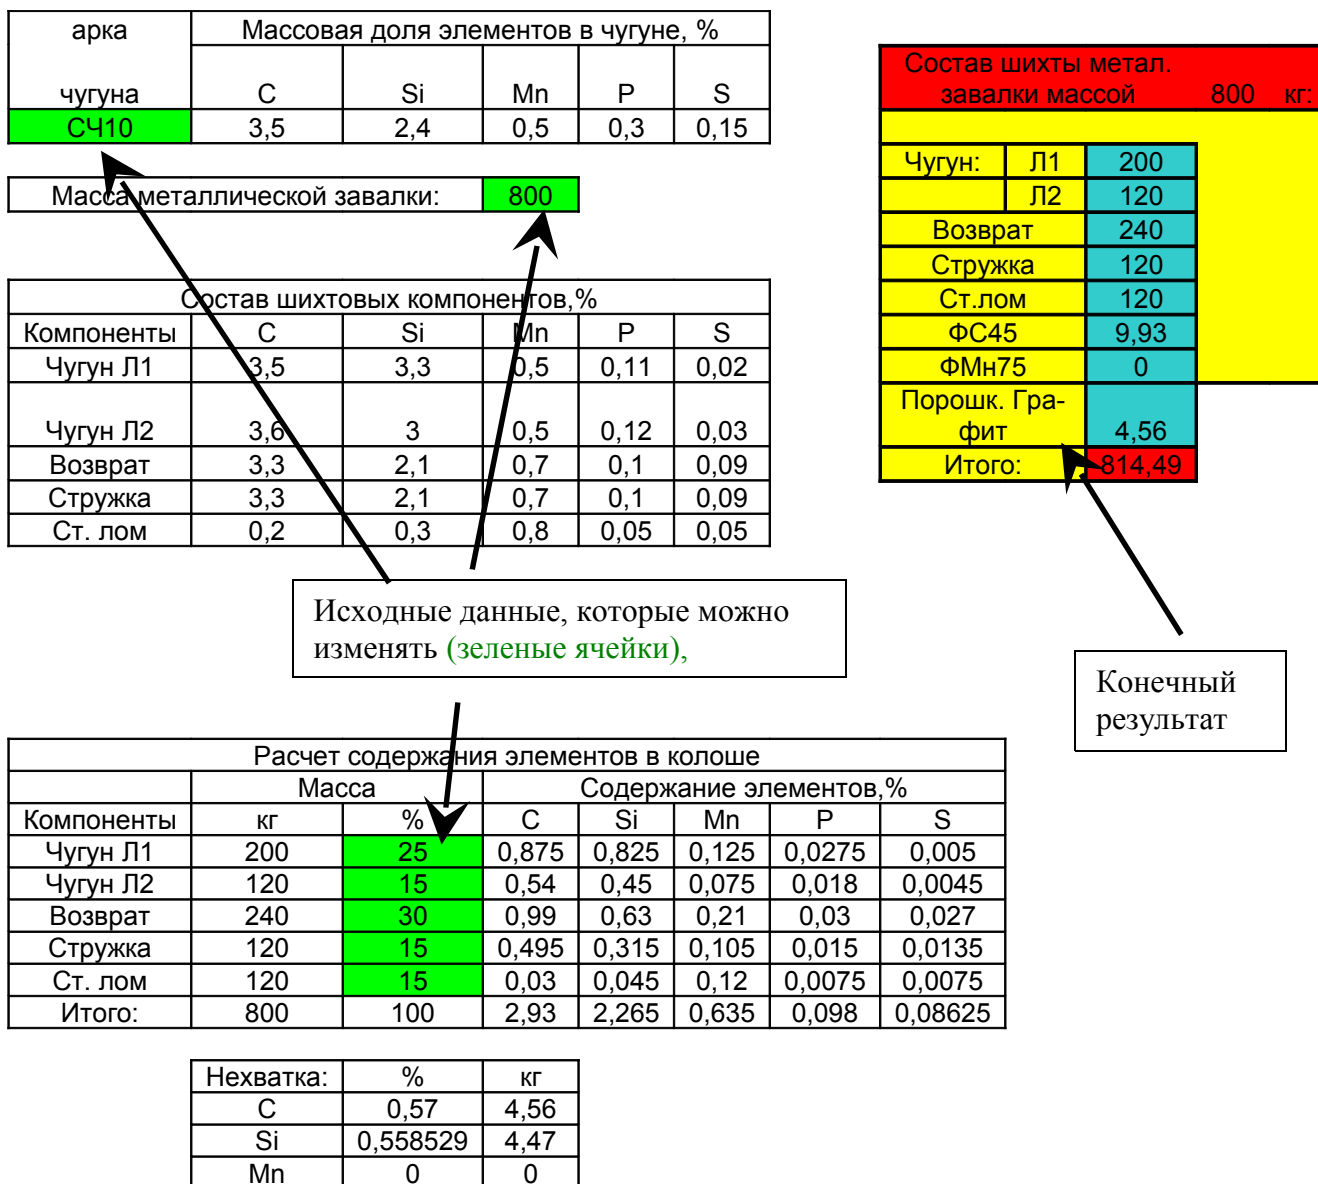 арка Массовая доля элементов в чугуне, %
чугуна C Si Mn P S
СЧ10 3,5 2,4 0,5 0,3 0,15
Масса металлической завалки: 800
Состав шихтовых компонентов,%
Компоненты C Si Mn P S
Чугун Л1 3,5 3,3 0,5 0,11 0,02
Чугун Л2 3,6 3 0,5 0,12 0,03
Возврат 3,3 2,1 0,7 0,1 0,09
Стружка 3,3 2,1 0,7 0,1 0,09
Ст. лом 0,2 0,3 0,8 0,05 0,05
Состав шихты метал.
завалки массой 800 кг:
Чугун: Л1 200
Л2 120
Возврат 240
Стружка 120
Ст.лом 120
ФС45 9,93
ФМн75 0
Порошк. Гра-
фит 4,56
Итого: 814,49
Исходные данные, которые можно
изменять (зеленые ячейки),
Конечный
результат
Расчет содержания элементов в колоше
Масса Содержание элементов,%
Компоненты кг % C Si Mn P S
Чугун Л1 200 25 0,875 0,825 0,125 0,0275 0,005
Чугун Л2 120 15 0,54 0,45 0,075 0,018 0,0045
Возврат 240 30 0,99 0,63 0,21 0,03 0,027
Стружка 120 15 0,495 0,315 0,105 0,015 0,0135
Ст. лом 120 15 0,03 0,045 0,12 0,0075 0,0075
Итого: 800 100 2,93 2,265 0,635 0,098 0,08625
Нехватка: % кг
C 0,57 4,56
Si 0,558529 4,47
Mn 0 0